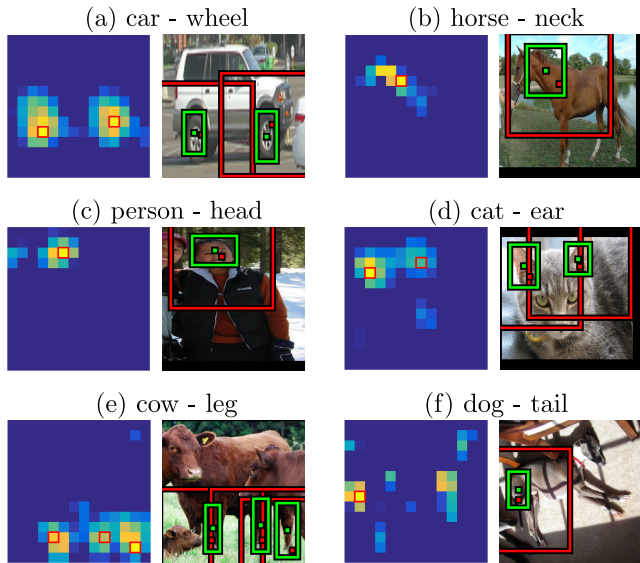 (a) car - wheel
(b) horse - neck
(c) person - head
(d) cat - ear
(e) cow - leg
(f) dog - tail